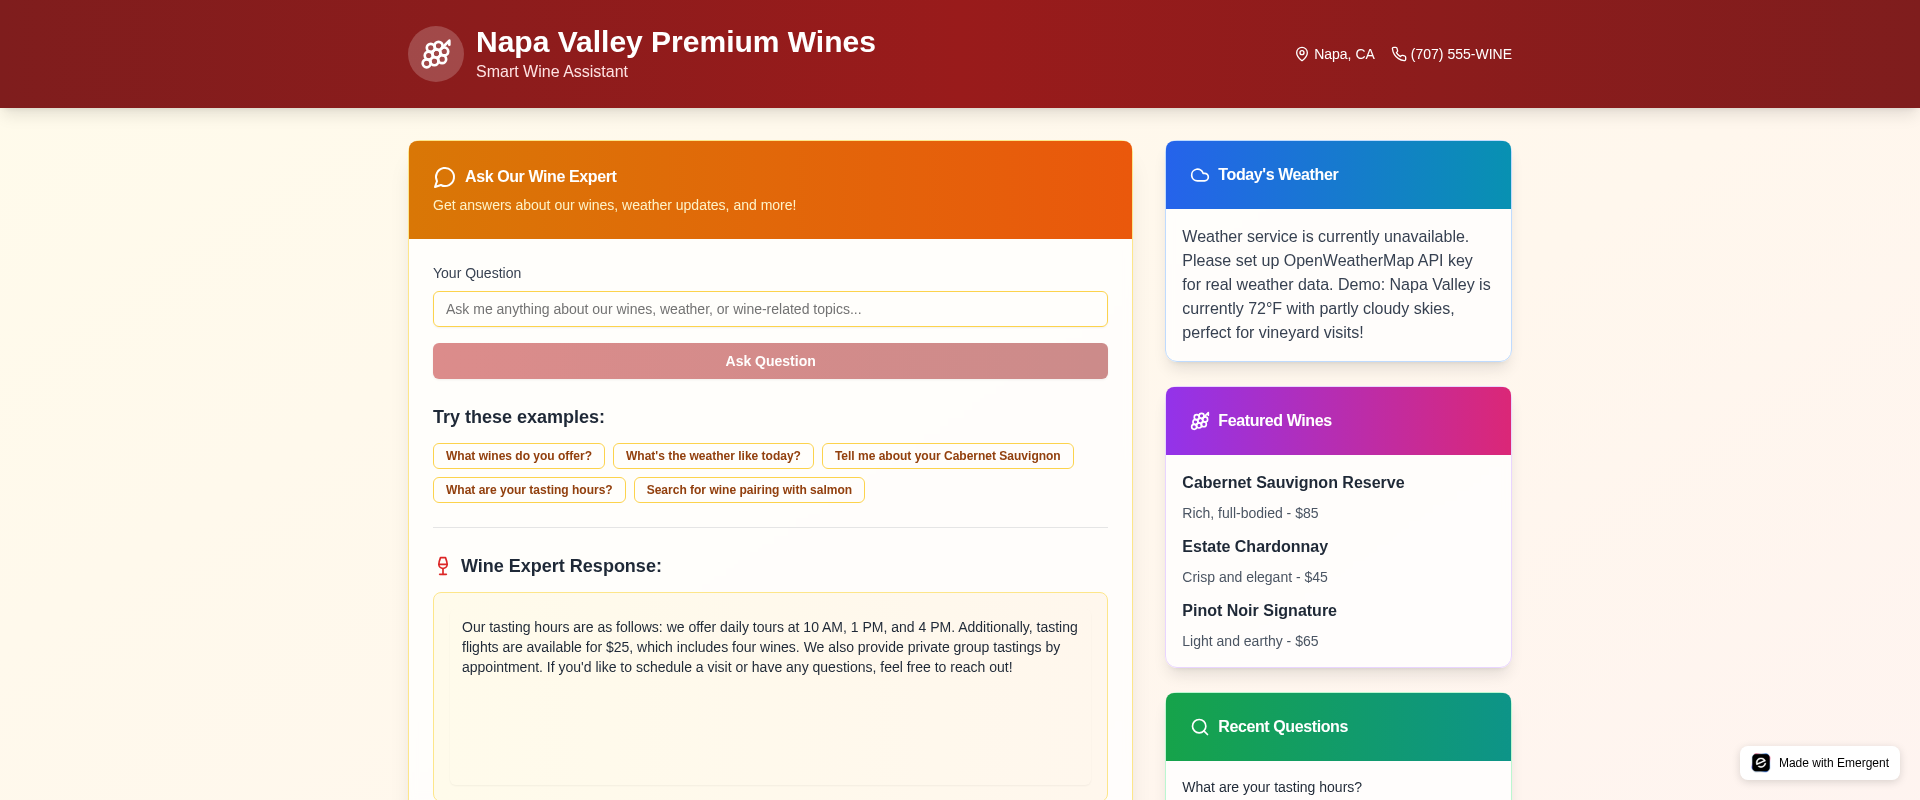 Napa Valley Premium Wines
Smart Wine Assistant
Napa, CA
(707) 555-WINE
Ask Our Wine Expert
Get answers about our wines, weather updates, and more!
Your Question
Ask me anything about our wines, weather, or wine-related topics...
Ask Question
Try these examples:
What wines do you offer?
What's the weather like today?
Tell me about your Cabernet Sauvignon
What are your tasting hours?
Search for wine pairing with salmon
Wine Expert Response:
Our tasting hours are as follows: we offer daily tours at 10 AM, 1 PM, and 4 PM. Additionally, tasting
flights are available for $25, which includes four wines. We also provide private group tastings by
appointment. If you'd like to schedule a visit or have any questions, feel free to reach out!
Today's Weather
Weather service is currently unavailable.
Please set up OpenWeatherMap API key
for real weather data. Demo: Napa Valley is
currently 72°F with partly cloudy skies,
perfect for vineyard visits!
Featured Wines
Cabernet Sauvignon Reserve
Rich, full-bodied - $85
Estate Chardonnay
Crisp and elegant - $45
Pinot Noir Signature
Light and earthy - $65
Recent Questions
What are your tasting hours?
Made with Emergent